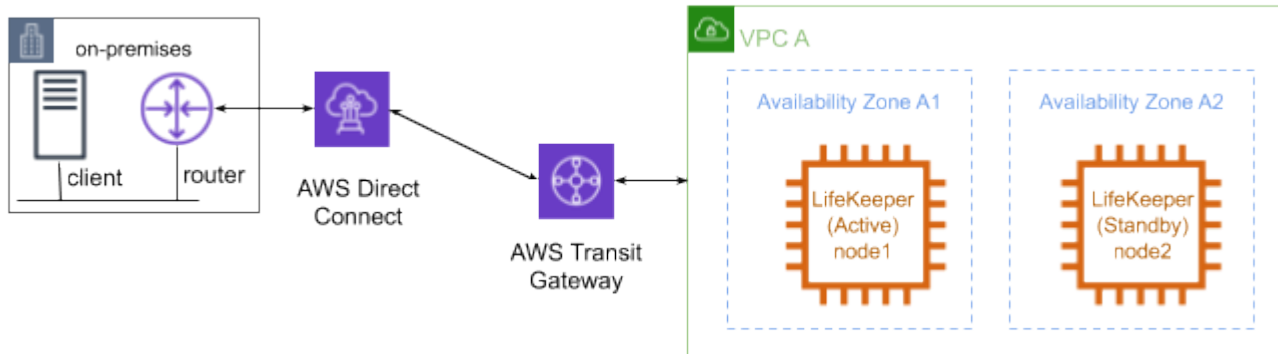 on-premises
client
router
AWS Direct
Connect
AWS Transit
Gateway
VPC A
Availability Zone A1
LifeKeeper
(Active)
node1
Availability Zone A2
LifeKeeper
(Standby)
node2